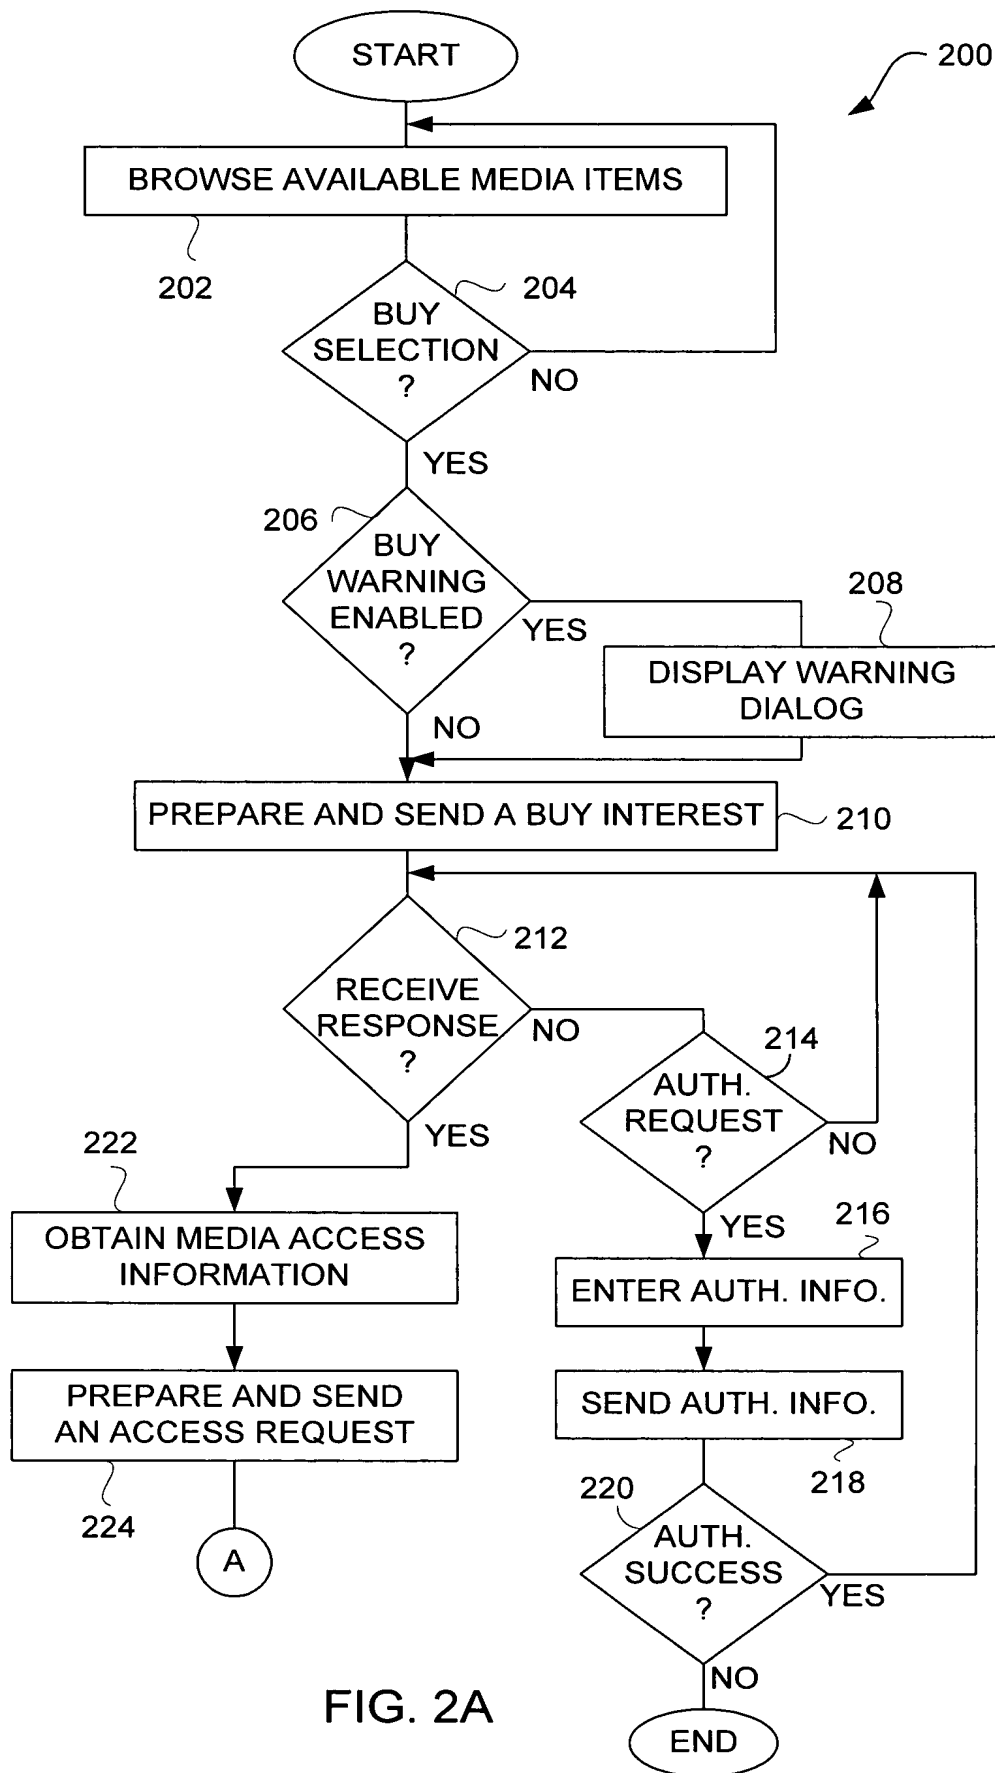 START
200
BROWSE AVAILABLE MEDIA ITEMS
202
204
BUY
SELECTION
?
NO
YES
206
BUY
WARNING
ENABLED
?
YES
208
DISPLAY WARNING
DIALOG
NO
PREPARE AND SEND A BUY INTEREST
210
212
RECEIVE
RESPONSE
?
NO
214
AUTH.
REQUEST
?
NO
YES
YES
222
OBTAIN MEDIA ACCESS
INFORMATION
216
ENTER AUTH. INFO.
PREPARE AND SEND
AN ACCESS REQUEST
224
SEND AUTH. INFO.
218
220
AUTH.
SUCCESS
?
YES
A
NO
END
FIG. 2A